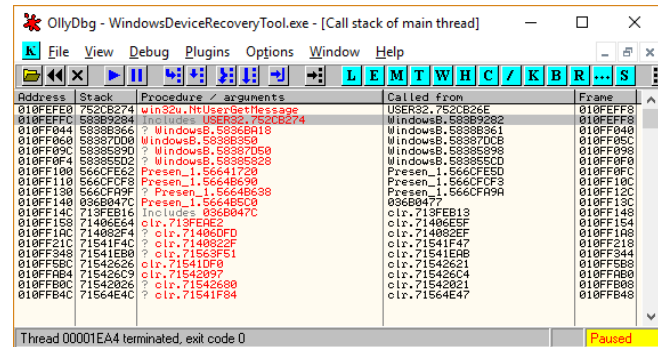 OllyDbg - WindowsDeviceRecoveryTool.exe - [Call stack of main thread]
K File View Debug Plugins Options Window Help
L E M T W H C / K B R ... S
Address Stack Procedure / arguments Called from Frame
010FEFE0 752CB274 win32u.NtUserGetMessage USER32.752CB26E 010FEFF8
010FEFFC 583B9284 Includes USER32.752CB274 WindowsB.583B9282 010FEFF8
010FF044 5838B366 ? WindowsB.5836BA18 WindowsB.5838B361 010FF040
010FF060 58387DD0 WindowsB.5838B350 WindowsB.58387DCB 010FF05C
010FF09C 5838589D ? WindowsB.58387D50 WindowsB.58385898 010FF098
010FF0F4 583855D2 ? WindowsB.58385828 WindowsB.583855CD 010FF0F0
010FF100 566CFE62 Presen_1.56641720 Presen_1.566CFE5D 010FF0FC
010FF110 566CFCF8 Presen_1.5664B690 Presen_1.566CFCF3 010FF10C
010FF130 566CFA9F ? Presen_1.5664B638 Presen_1.566CFA9A 010FF12C
010FF140 036B047C Presen_1.5664B5C0 036B0477 010FF13C
010FF14C 713FEB16 Includes 036B047C clr.713FEB13 010FF148
010FF158 71406E64 clr.713FEAE2 clr.71406E5F 010FF154
010FF1AC 714082F4 ? clr.71406DFD clr.714082EF 010FF1A8
010FF21C 71541F4C ? clr.7140822F clr.71541F47 010FF218
010FF348 71541EB0 ? clr.71563F51 clr.71541EAB 010FF344
010FF5BC 71542626 clr.71541DF0 clr.71542621 010FF5B8
010FFAB4 715426C9 clr.71542097 clr.715426C4 010FFAB0
010FFB0C 71542026 ? clr.71542680 clr.71542021 010FFB08
010FFB4C 71564E4C ? clr.71541F84 clr.71564E47 010FFB48
Thread 00001EA4 terminated, exit code 0 Paused